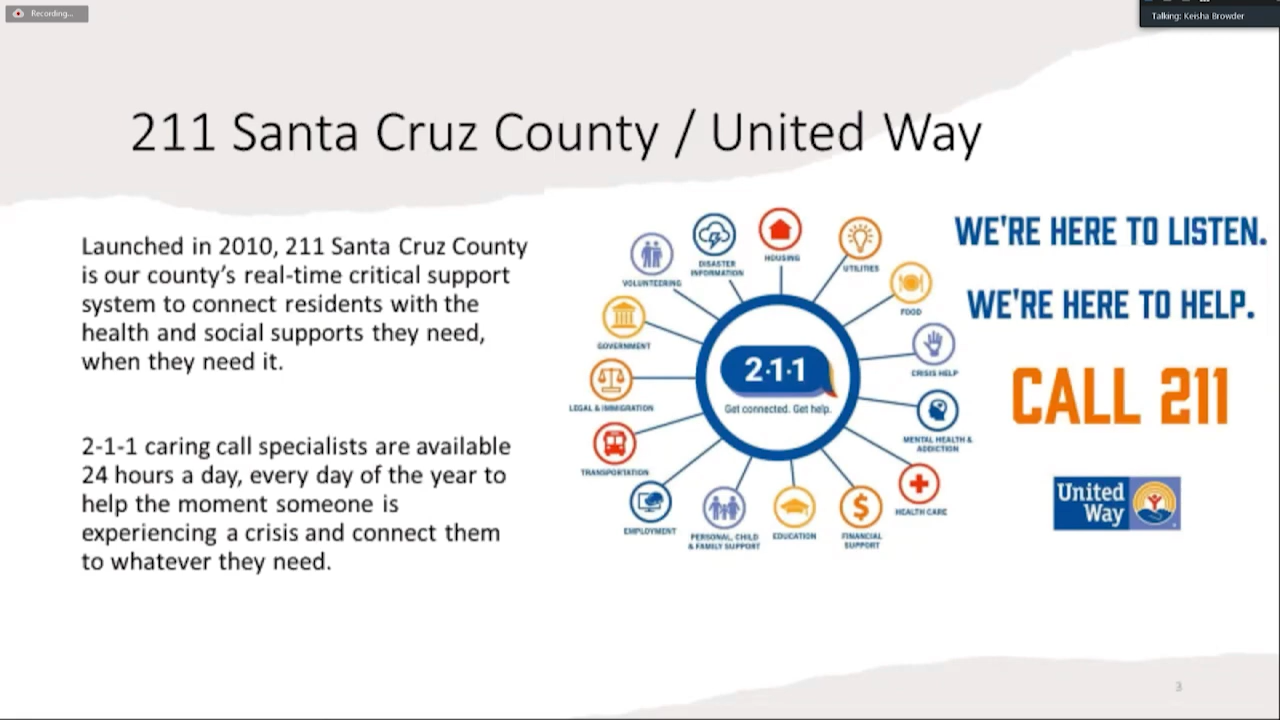 Recording...
Talking: Keisha Browder
211 Santa Cruz County / United Way
Launched in 2010, 211 Santa Cruz County
is our county's real-time critical support
system to connect residents with the
health and social supports they need,
when they need it.
2-1-1 caring call specialists are available
24 hours a day, every day of the year to
help the moment someone is
experiencing a crisis and connect them
to whatever they need.
HOUSING
UTILITIES
FOOD
CRISIS HELP
MENTAL HEALTH &
ADDICTION
HEALTH CARE
FINANCIAL
SUPPORT
EDUCATION
PERSONAL, CHILD
& FAMILY SUPPORT
EMPLOYMENT
TRANSPORTATION
LEGAL & IMMIGRATION
GOVERNMENT
VOLUNTEERING
DISASTER
INFORMATION
2·1·1
Get connected. Get help.
WE'RE HERE TO LISTEN.
WE'RE HERE TO HELP.
CALL 211
United
Way
3